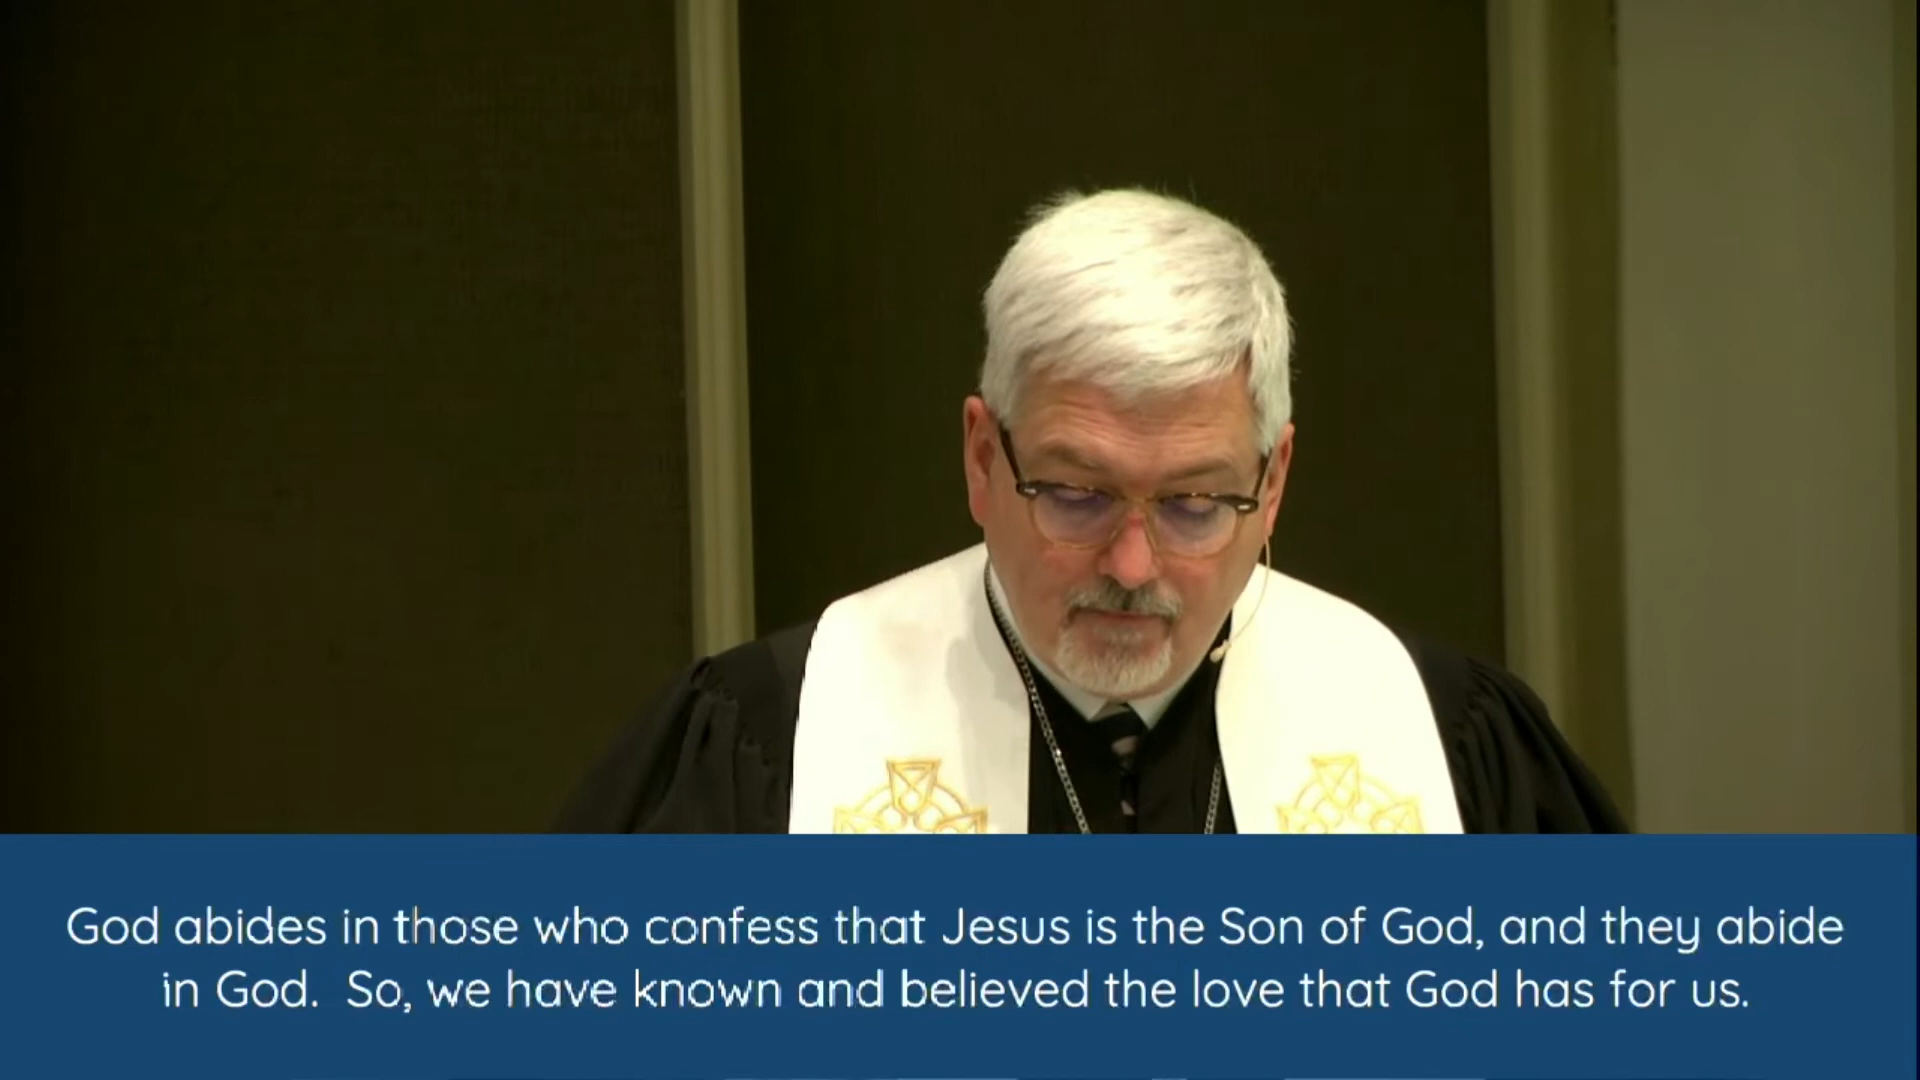 God abides in those who confess that Jesus is the Son of God, and they abide
in God.  So, we have known and believed the love that God has for us.